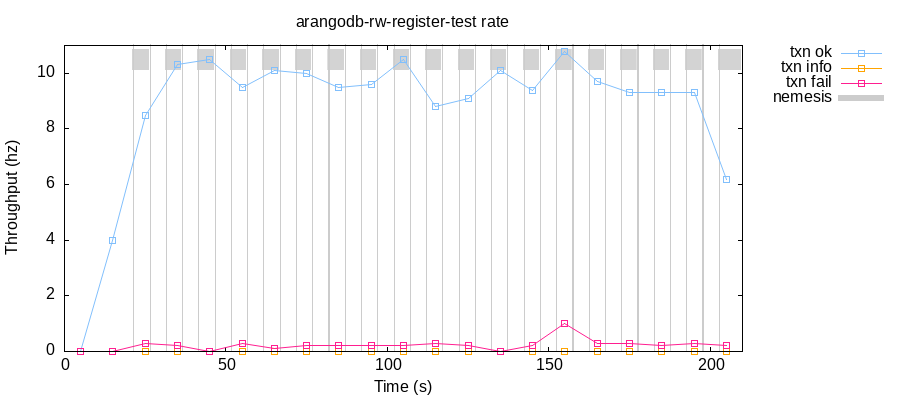 arangodb-rw-register-test rate
txn ok
txn info
txn fail
nemesis
Throughput (hz)
10
8
6
4
2
0
0 50 100 150 200
Time (s)